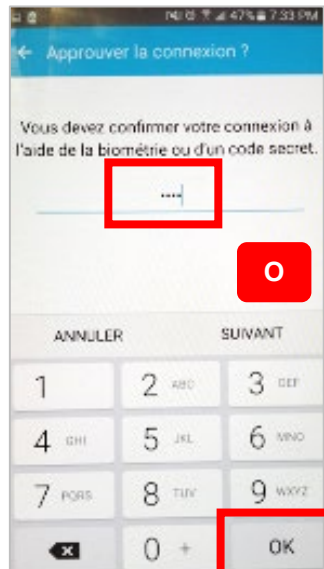 47% 7:33 PM
← Approuver la connexion ?
Vous devez confirmer votre connexion à
l'aide de la biométrie ou d'un code secret.
····
O
ANNULER SUIVANT
1 2 ABC 3 DEF
4 GHI 5 JKL 6 MNO
7 PQRS 8 TUV 9 WXYZ
0 + OK